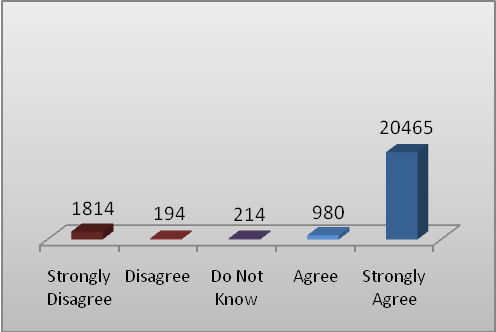 20465
1814
194
214
980
Strongly Disagree
Disagree
Do Not Know
Agree
Strongly Agree